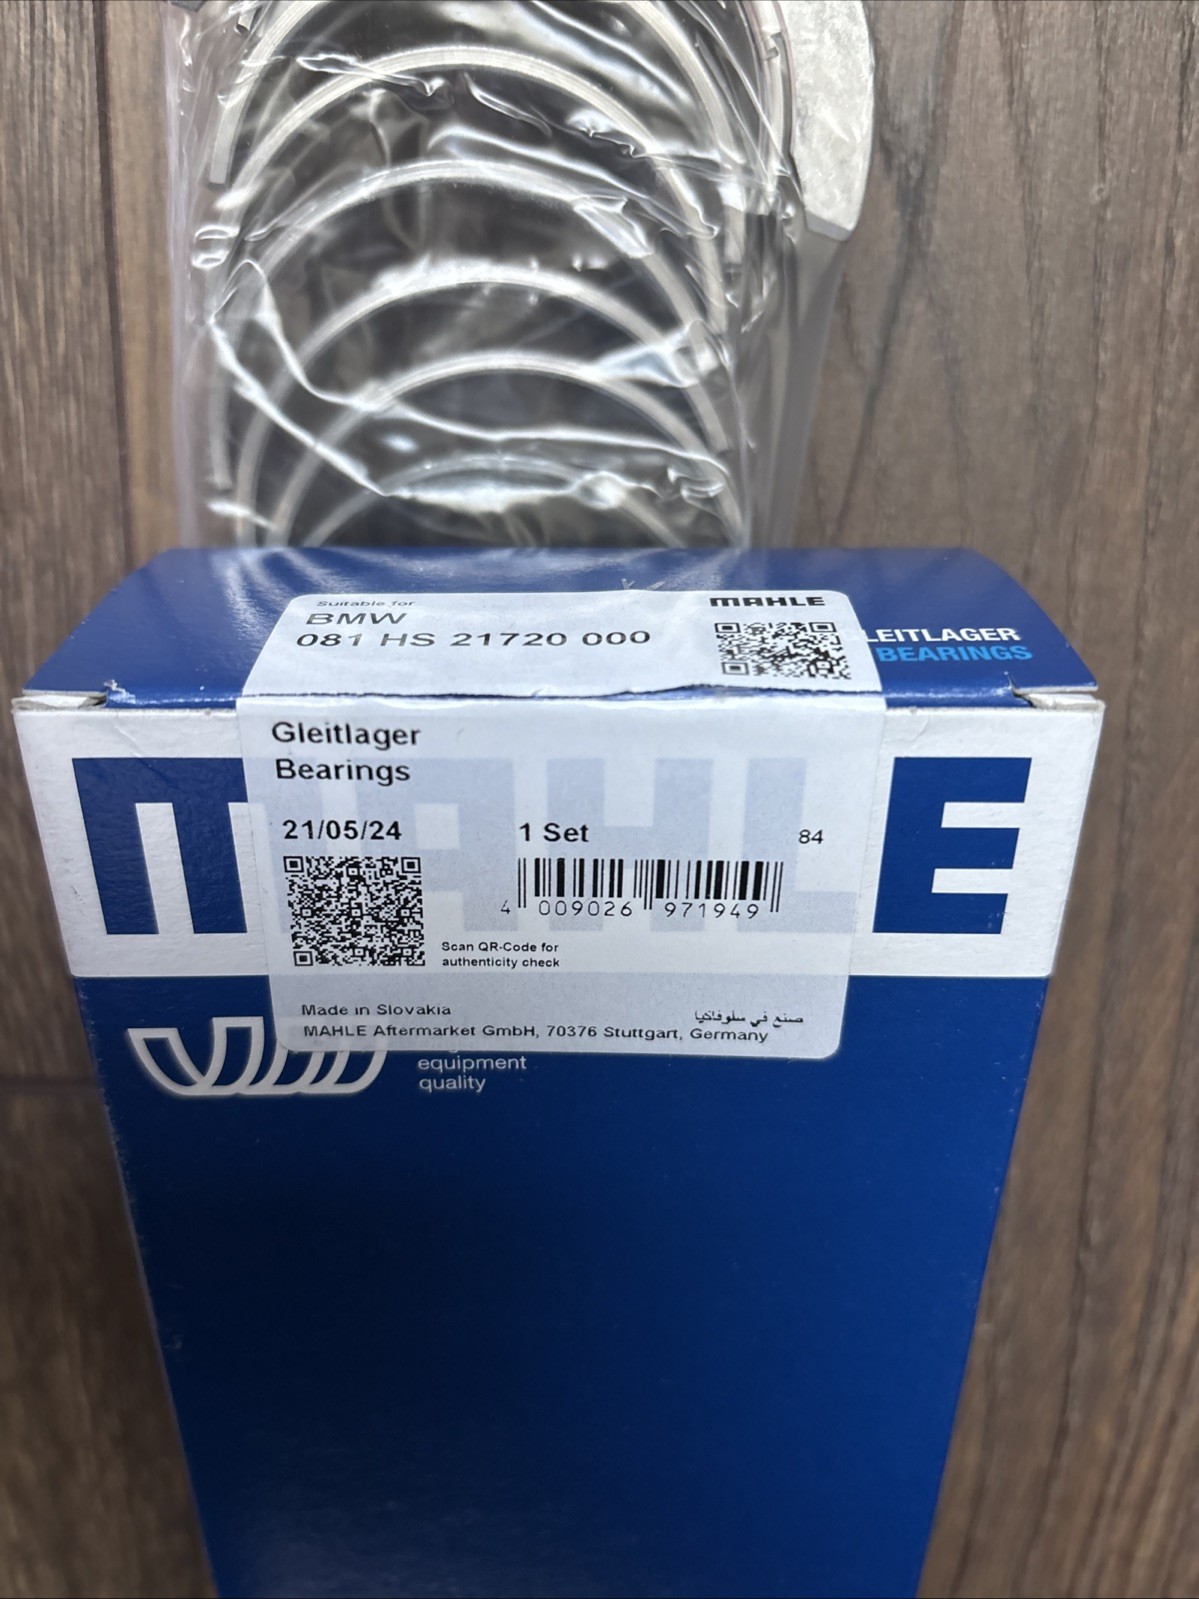 Suitable for
BMW
081 HS 21720 000
MAHLE
LEITLAGER
BEARINGS
Gleitlager
Bearings
21/05/24
1 Set
84
4 009026 971949
Scan QR-Code for
authenticity check
Made in Slovakia
صنع في سلوفاكيا
MAHLE Aftermarket GmbH, 70376 Stuttgart, Germany
MAHLE
equipment
quality